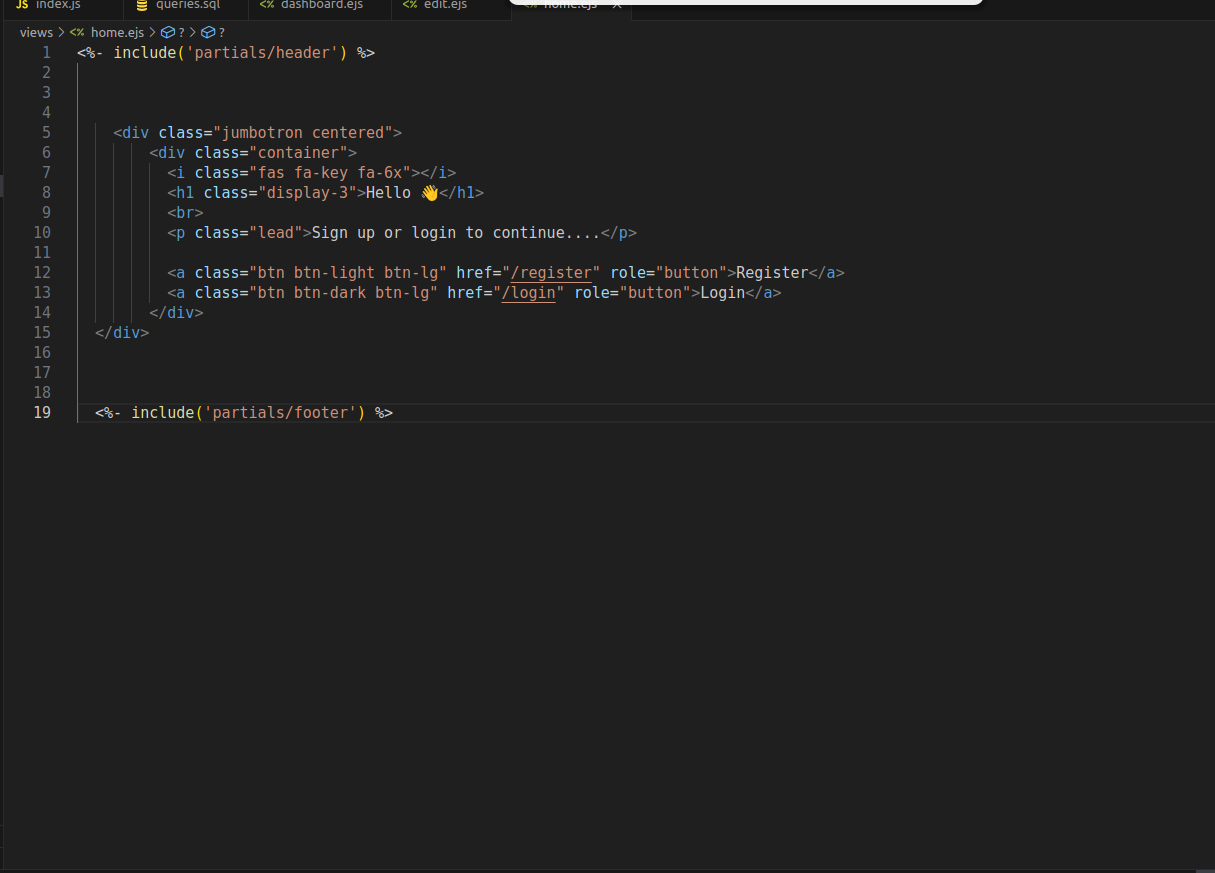 index.js queries.sql dashboard.ejs edit.ejs home.ejs
views > home.ejs > ? > ?
1 <%- include('partials/header') %>
2
3
4
5 <div class="jumbotron centered">
6 <div class="container">
7 <i class="fas fa-key fa-6x"></i>
8 <h1 class="display-3">Hello 👋</h1>
9 <br>
10 <p class="lead">Sign up or login to continue....</p>
11
12 <a class="btn btn-light btn-lg" href="/register" role="button">Register</a>
13 <a class="btn btn-dark btn-lg" href="/login" role="button">Login</a>
14 </div>
15 </div>
16
17
18
19 <%- include('partials/footer') %>